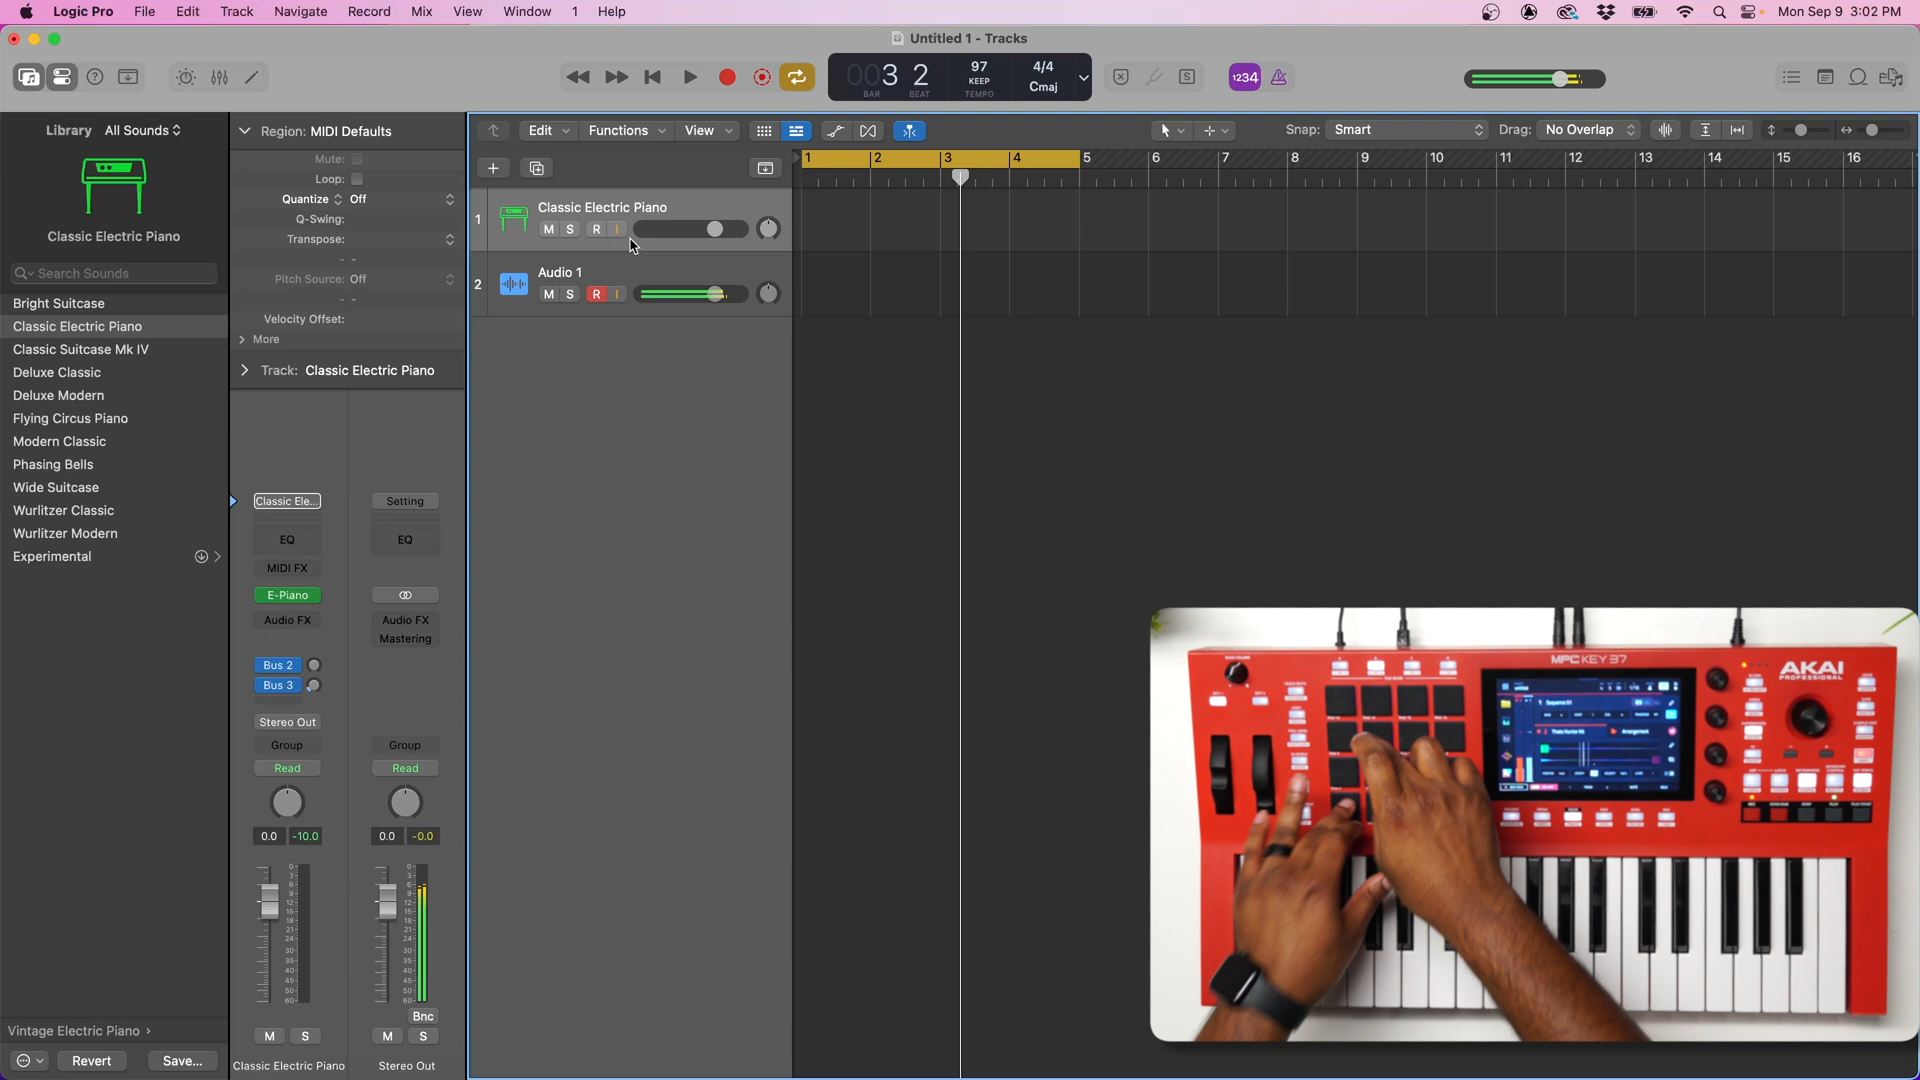 Logic Pro File Edit Track Navigate Record Mix View Window 1 Help Mon Sep 9 3:02 PM
Untitled 1 - Tracks
003 2 97 4/4
KEEP Cmaj
BAR BEAT TEMPO
S 1234
Library All Sounds
Classic Electric Piano
Search Sounds
Bright Suitcase
Classic Electric Piano
Classic Suitcase Mk IV
Deluxe Classic
Deluxe Modern
Flying Circus Piano
Modern Classic
Phasing Bells
Wide Suitcase
Wurlitzer Classic
Wurlitzer Modern
Experimental
Vintage Electric Piano
Revert Save...
Region: MIDI Defaults
Mute:
Loop:
Quantize Off
Q-Swing:
Transpose:
- -
Pitch Source: Off
- -
Velocity Offset:
More
Track: Classic Electric Piano
Classic Ele... Setting
EQ EQ
MIDI FX
E-Piano
Audio FX Audio FX
Mastering
Bus 2
Bus 3
Stereo Out
Group Group
Read Read
0.0 -10.0 0.0 -0.0
Bnc
M S M S
Classic Electric Piano Stereo Out
Edit Functions View Snap: Smart Drag: No Overlap
1 2 3 4 5 6 7 8 9 10 11 12 13 14 15 16
1 Classic Electric Piano
M S R I
2 Audio 1
M S R I
MPC KEY 37
AKAI
PROFESSIONAL
Sequence 01
Arrangement